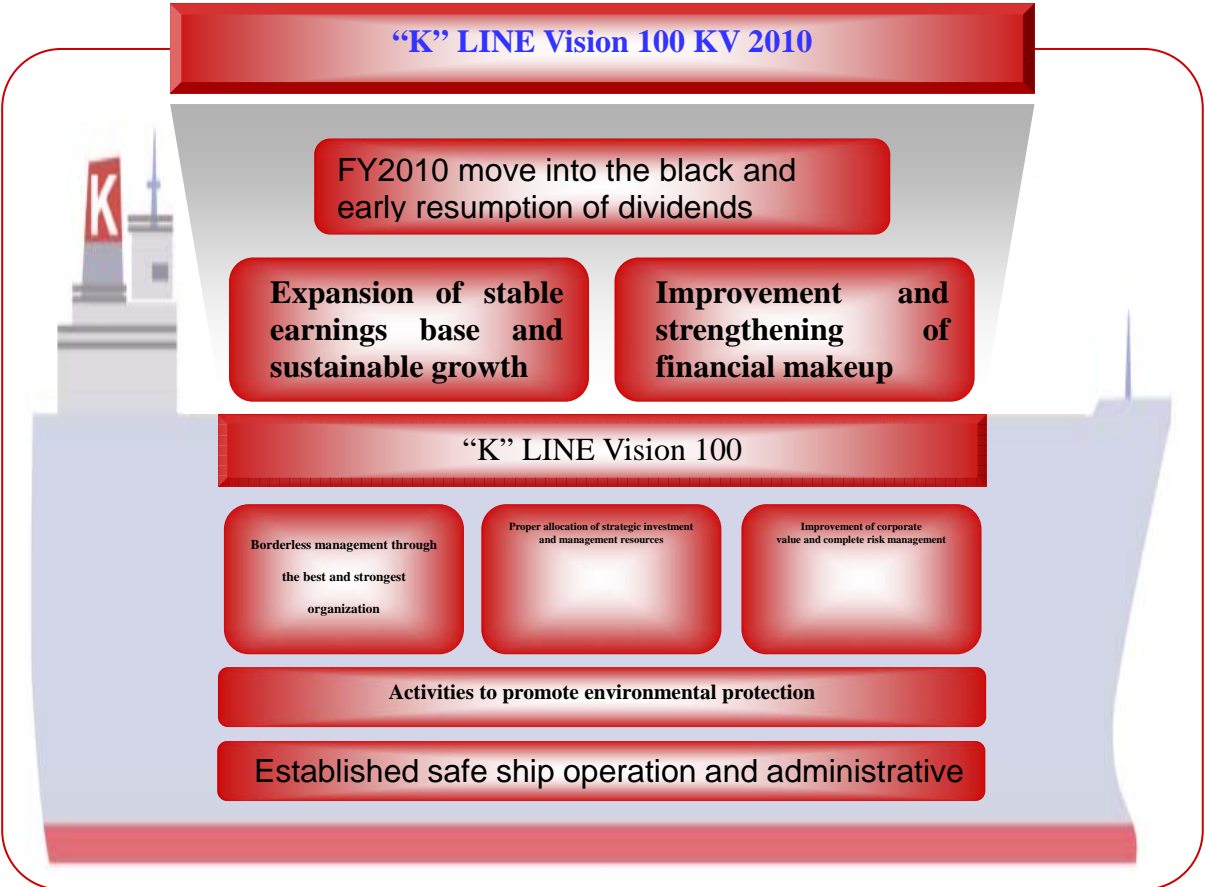 “K” LINE Vision 100 KV 2010
FY2010 move into the black and
early resumption of dividends
K
Expansion of stable
earnings base and
sustainable growth
Improvement and
strengthening of
financial makeup
“K” LINE Vision 100
Borderless management through
the best and strongest
organization
Proper allocation of strategic investment
and management resources
Improvement of corporate
value and complete risk management
Activities to promote environmental protection
Established safe ship operation and administrative